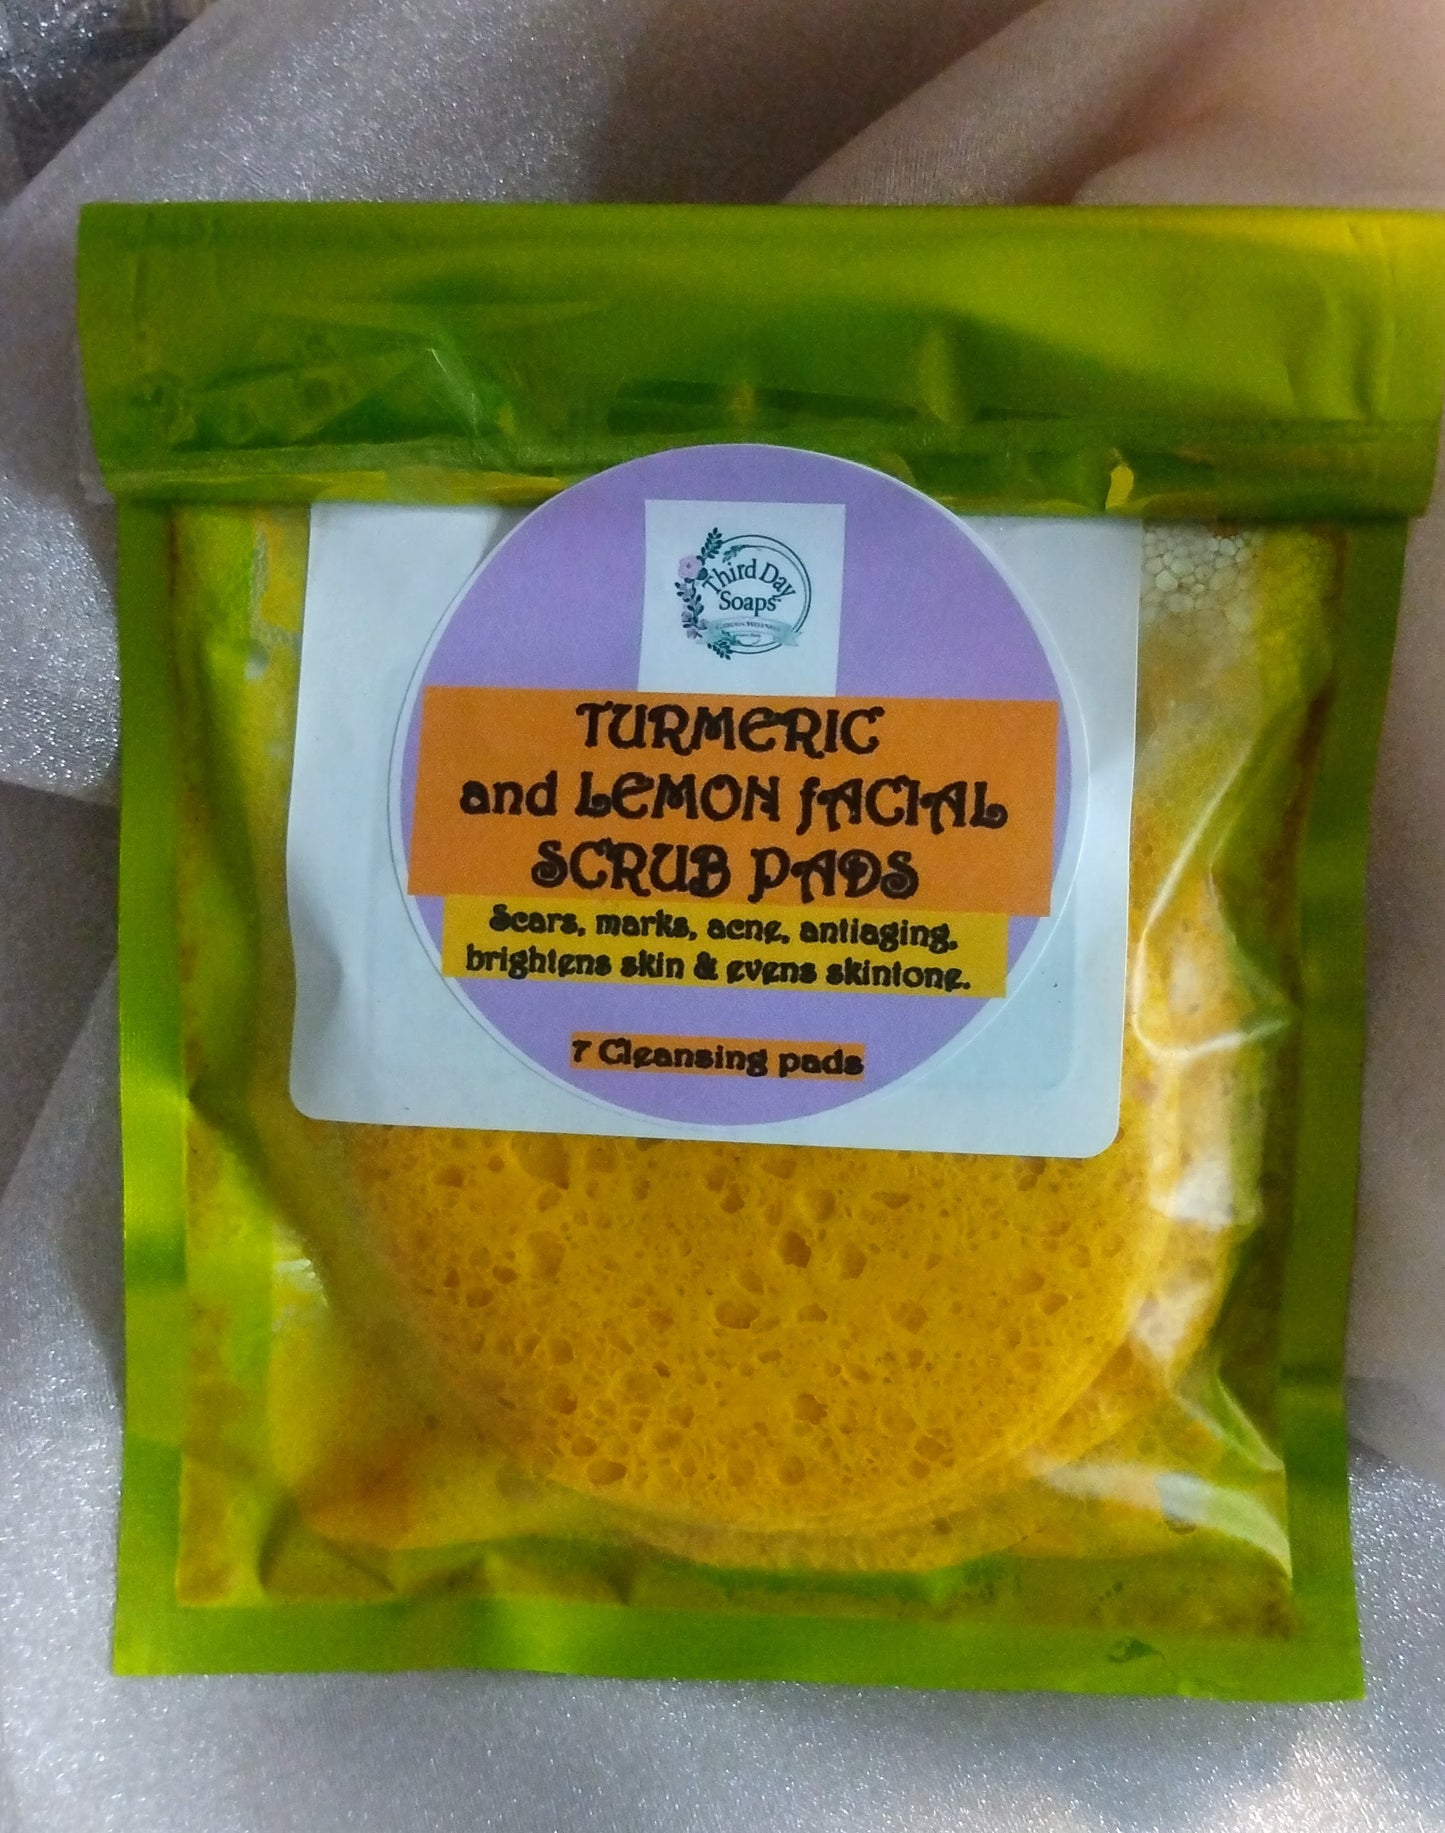 Third Day
Soaps
TURMERIC
and LEMON fACIAL
SCRUB PADS
Scars, marks, acne, antiaging,
brightens skin & evens skintone.
7 Cleansing pads